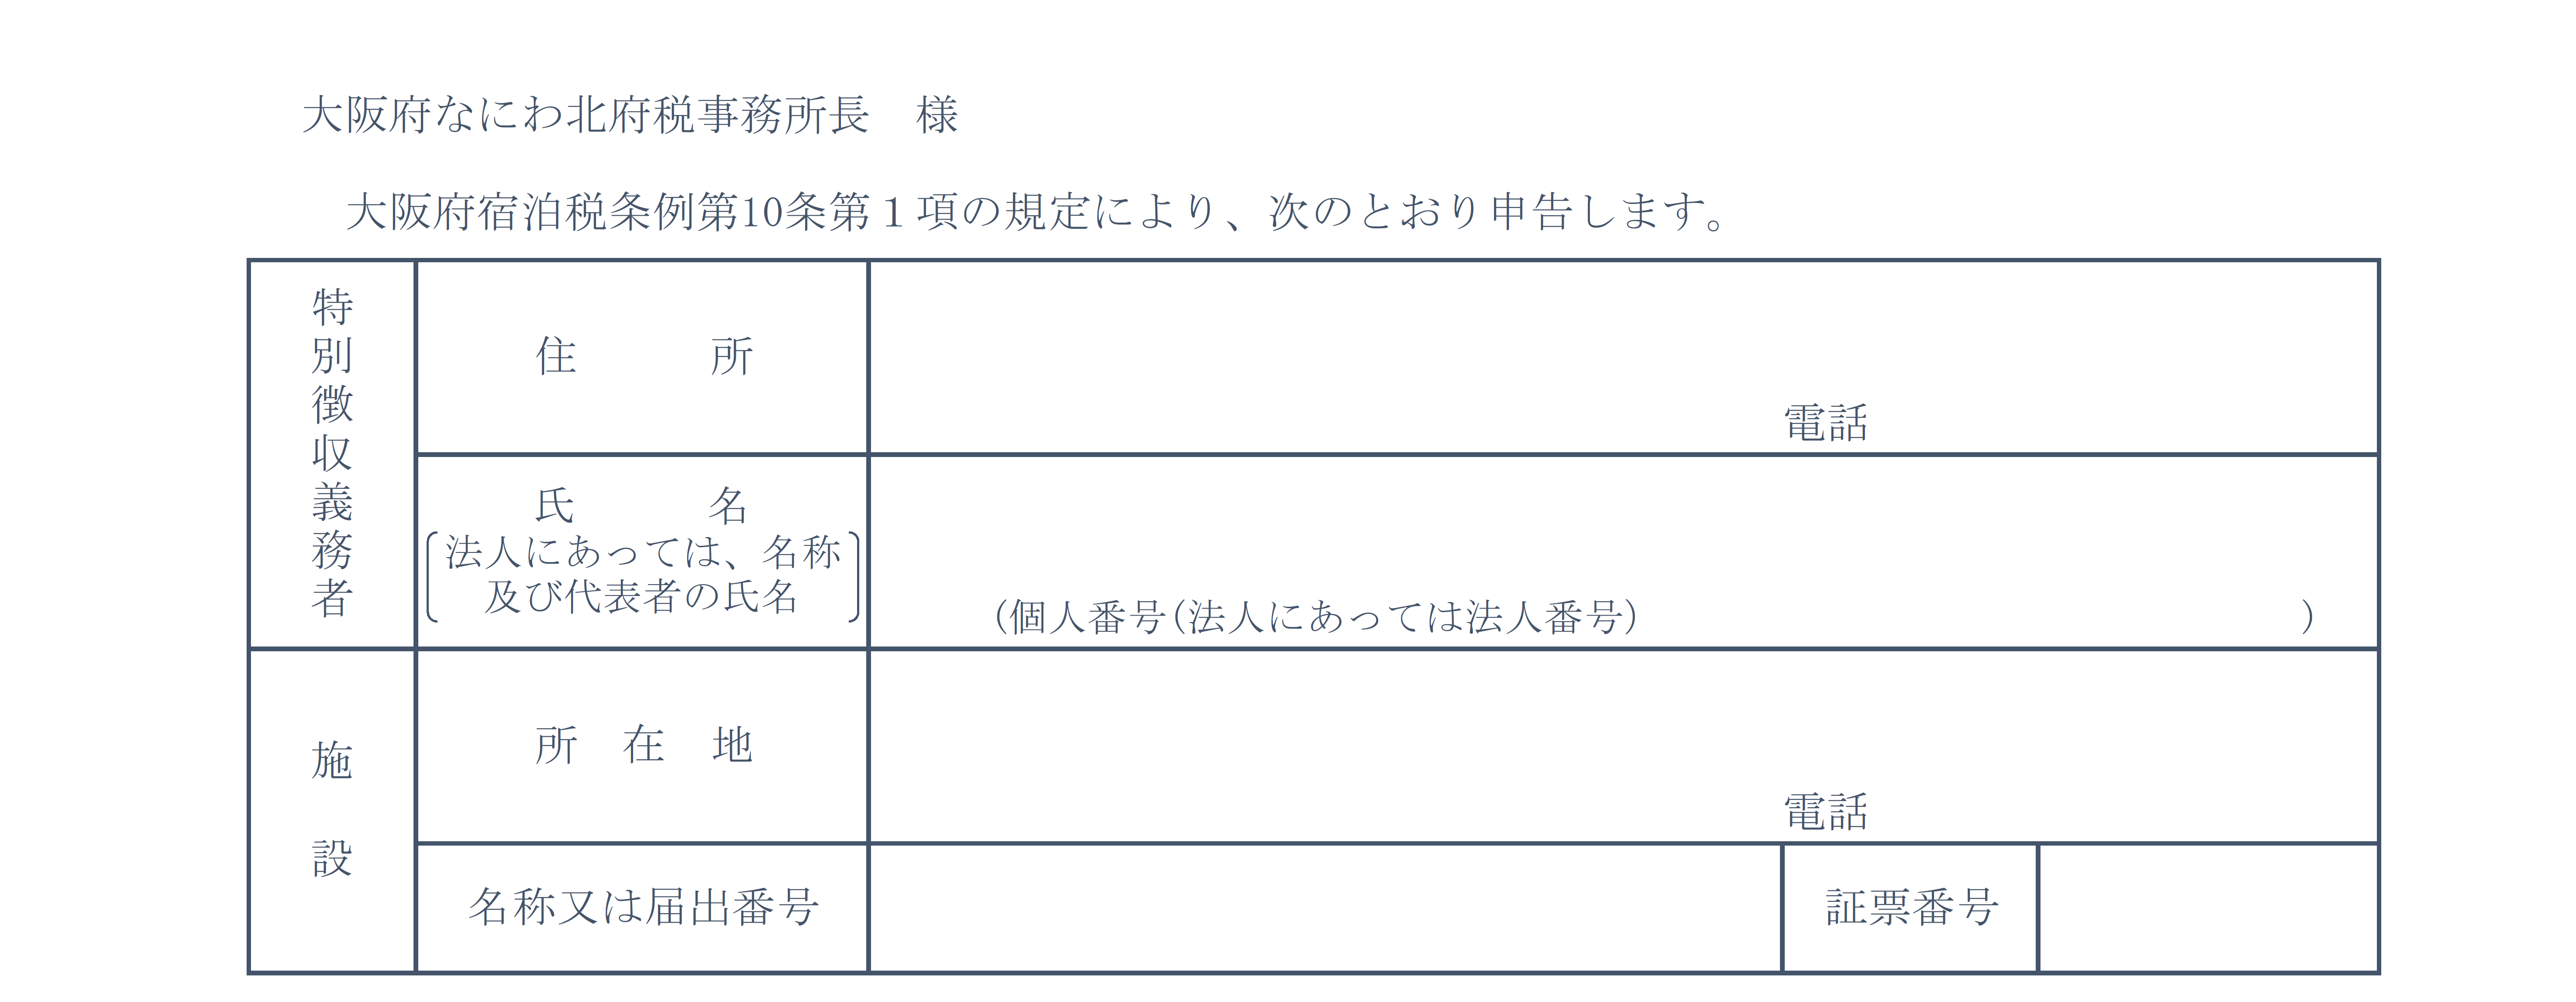 大阪府なにわ北府税事務所長　様
大阪府宿泊税条例第10条第１項の規定により、次のとおり申告します。
特別徴収義務者
住　　　所
電話
氏　　　名
法人にあっては、名称
及び代表者の氏名
(個人番号(法人にあっては法人番号)　　　　　　　　)
施設
所　在　地
電話
名称又は届出番号
証票番号